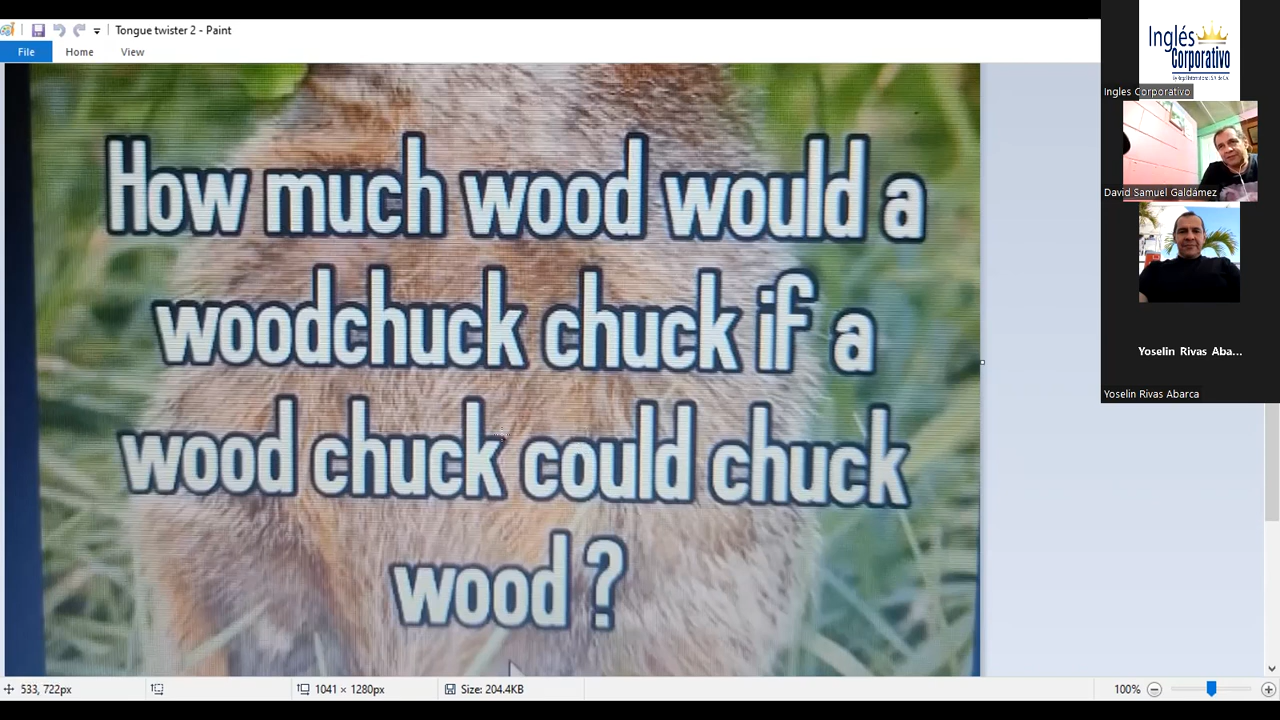 Tongue twister 2 - Paint
File Home View
How much wood would a
woodchuck chuck if a
wood chuck could chuck
wood ?
533, 722px
1041 × 1280px
Size: 204.4KB
100%
Inglés
Corporativo
Ingles Corporativo
David Samuel Galdámez
Yoselin Rivas Aba...
Yoselin Rivas Abarca